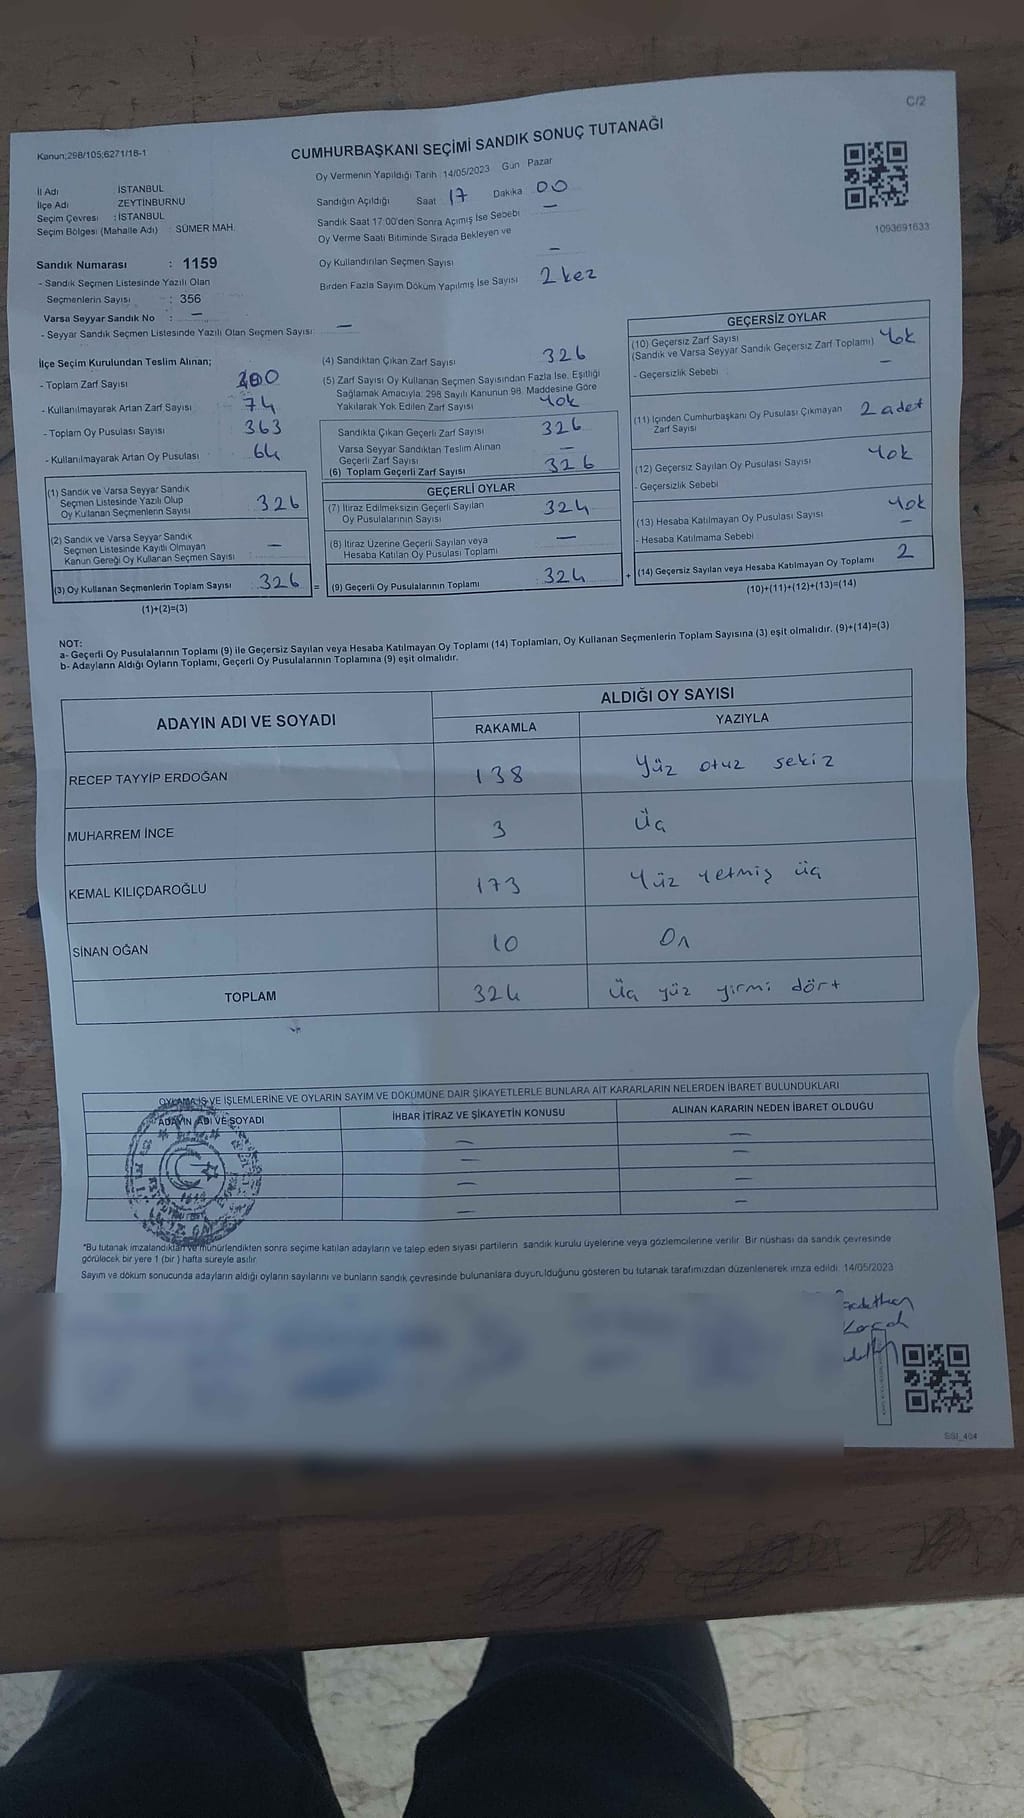 C/2
Kanun;298/105;6271/16-1
CUMHURBAŞKANI SEÇİMİ SANDIK SONUÇ TUTANAĞI
Oy Vermenin Yapıldığı Tarih 14/05/2023 Gün Pazar
İl Adı İSTANBUL
İlçe Adı ZEYTİNBURNU
Seçim Çevresi : İSTANBUL
Seçim Bölgesi (Mahalle Adı) : SÜMER MAH.
Sandığın Açıldığı Saat 17 Dakika 00
Sandık Saat 17:00'den Sonra Açımış İse Sebebi —
Oy Verme Saati Bitiminde Sırada Bekleyen ve
Oy Kullandırılan Seçmen Sayısı —
Birden Fazla Sayım Döküm Yapılmış İse Sayısı 2 kez
1093691633
Sandık Numarası : 1159
- Sandık Seçmen Listesinde Yazılı Olan
Seçmenlerin Sayısı : 356
Varsa Seyyar Sandık No : —
- Seyyar Sandık Seçmen Listesinde Yazılı Olan Seçmen Sayısı: —
İlçe Seçim Kurulundan Teslim Alınan;
- Toplam Zarf Sayısı
- Kullanılmayarak Artan Zarf Sayısı 74
- Toplam Oy Pusulası Sayısı 363
- Kullanılmayarak Artan Oy Pusulası 64
(1) Sandık ve Varsa Seyyar Sandık
Seçmen Listesinde Yazılı Olup
Oy Kullanan Seçmenlerin Sayısı 326
(2) Sandık ve Varsa Seyyar Sandık
Seçmen Listesinde Kayıtlı Olmayan
Kanun Gereği Oy Kullanan Seçmen Sayısı —
(3) Oy Kullanan Seçmenlerin Toplam Sayısı 326 =
(1)+(2)=(3)
(4) Sandıktan Çıkan Zarf Sayısı 326
(5) Zarf Sayısı Oy Kullanan Seçmen Sayısından Fazla İse, Eşitliği
Sağlamak Amacıyla, 298 Sayılı Kanunun 98. Maddesine Göre
Yakılarak Yok Edilen Zarf Sayısı Yok
Sandıkta Çıkan Geçerli Zarf Sayısı 326
Varsa Seyyar Sandıktan Teslim Alınan
Geçerli Zarf Sayısı —
(6) Toplam Geçerli Zarf Sayısı 326
GEÇERLİ OYLAR
(7) İtiraz Edilmeksizin Geçerli Sayılan
Oy Pusulalarının Sayısı 324
(8) İtiraz Üzerine Geçerli Sayılan veya
Hesaba Katılan Oy Pusulası Toplamı —
(9) Geçerli Oy Pusulalarının Toplamı 324 +
GEÇERSİZ OYLAR
(10) Geçersiz Zarf Sayısı Yok
(Sandık ve Varsa Seyyar Sandık Geçersiz Zarf Toplamı)
- Geçersizlik Sebebi —
(11) İçinden Cumhurbaşkanı Oy Pusulası Çıkmayan 2 adet
Zarf Sayısı
(12) Geçersiz Sayılan Oy Pusulası Sayısı Yok
- Geçersizlik Sebebi
(13) Hesaba Katılmayan Oy Pusulası Sayısı Yok
- Hesaba Katılmama Sebebi —
(14) Geçersiz Sayılan veya Hesaba Katılmayan Oy Toplamı 2
(10)+(11)+(12)+(13)=(14)
NOT:
a- Geçerli Oy Pusulalarının Toplamı (9) ile Geçersiz Sayılan veya Hesaba Katılmayan Oy Toplamı (14) Toplamları, Oy Kullanan Seçmenlerin Toplam Sayısına (3) eşit olmalıdır. (9)+(14)=(3)
b- Adayların Aldığı Oyların Toplamı, Geçerli Oy Pusulalarının Toplamına (9) eşit olmalıdır.
ADAYIN ADI VE SOYADI ALDIĞI OY SAYISI
RAKAMLA YAZIYLA
RECEP TAYYİP ERDOĞAN 138 Yüz otuz sekiz
MUHARREM İNCE 3 Üç
KEMAL KILIÇDAROĞLU 173 Yüz yetmiş üç
SİNAN OĞAN 10 On
TOPLAM 324 Üç yüz yirmi dört
OYLAMA İŞ VE İŞLEMLERİNE VE OYLARIN SAYIM VE DÖKÜMÜNE DAİR ŞİKAYETLERLE BUNLARA AİT KARARLARIN NELERDEN İBARET BULUNDUKLARI
ADAYIN ADI VE SOYADI İHBAR İTİRAZ VE ŞİKAYETİN KONUSU ALINAN KARARIN NEDEN İBARET OLDUĞU
— —
— —
— —
— —
*Bu tutanak imzalandıktan ve mühürlendikten sonra seçime katılan adayların ve talep eden siyasi partilerin sandık kurulu üyelerine veya gözlemcilerine verilir. Bir nüshası da sandık çevresinde
görülecek bir yere 1 (bir) hafta süreyle asılır.
Sayım ve döküm sonucunda adayların aldığı oyların sayılarını ve bunların sandık çevresinde bulunanlara duyurulduğunu gösteren bu tutanak tarafımızdan düzenlenerek imza edildi. 14/05/2023